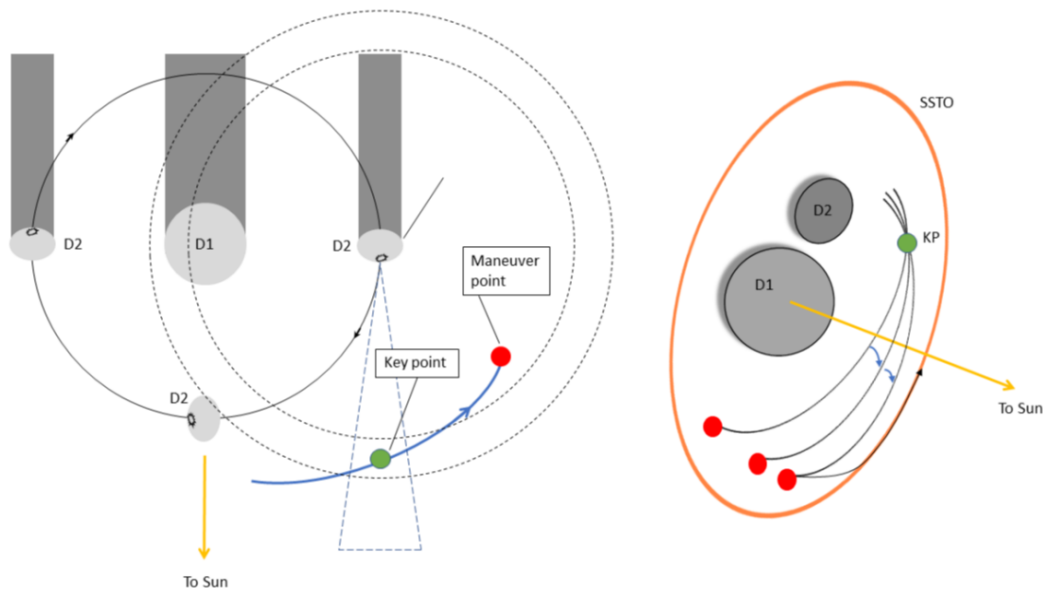 D2
D1
D2
Maneuver
point
Key point
D2
To Sun
SSTO
D2
KP
D1
To Sun